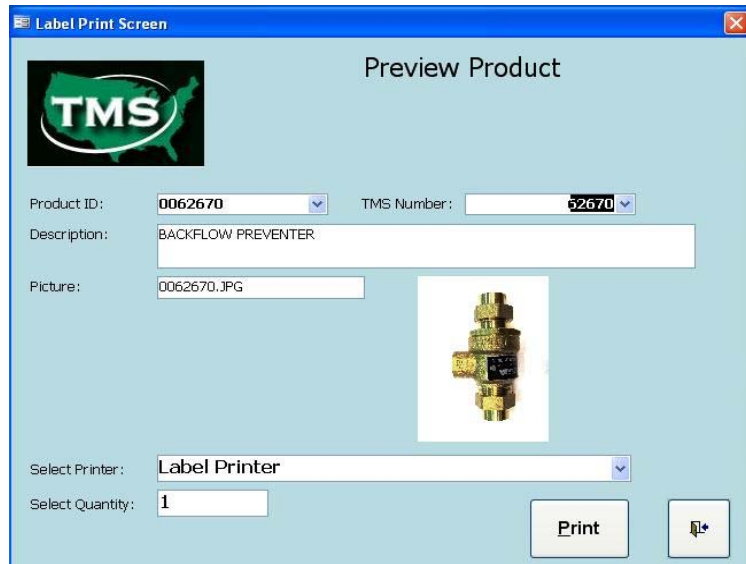 Label Print Screen
Preview Product
TMS
Product ID: 0062670 TMS Number: 62670
Description: BACKFLOW PREVENTER
Picture: 0062670.JPG
Select Printer: Label Printer
Select Quantity: 1
Print